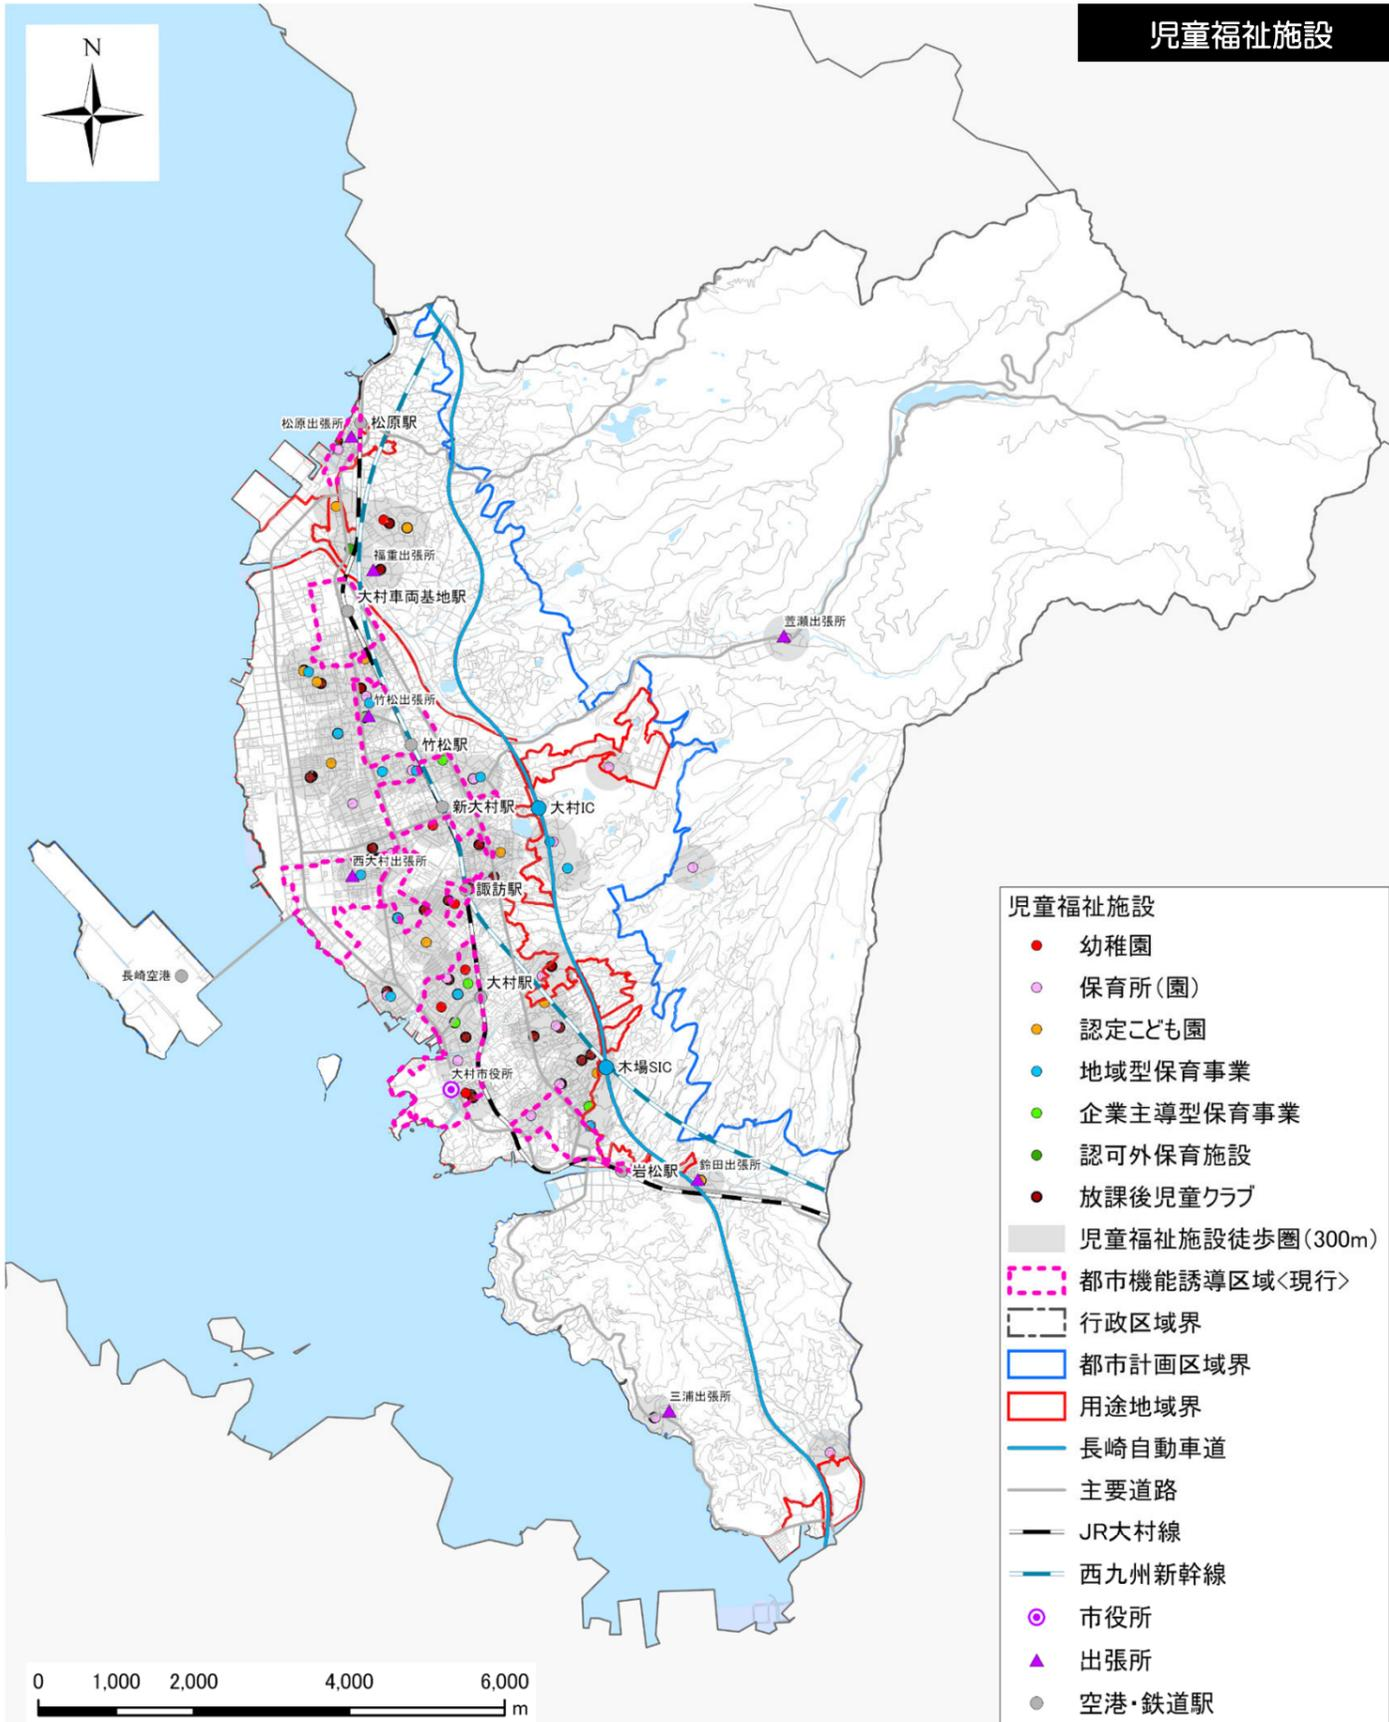 児童福祉施設
N
松原出張所
松原駅
福重出張所
大村車両基地駅
萱瀬出張所
竹松出張所
竹松駅
新大村駅
大村IC
西大村出張所
諏訪駅
長崎空港
大村駅
木場SIC
大村市役所
岩松駅
鈴田出張所
三浦出張所
児童福祉施設
幼稚園
保育所(園)
認定こども園
地域型保育事業
企業主導型保育事業
認可外保育施設
放課後児童クラブ
児童福祉施設徒歩圏(300m)
都市機能誘導区域<現行>
行政区域界
都市計画区域界
用途地域界
長崎自動車道
主要道路
JR大村線
西九州新幹線
市役所
出張所
空港・鉄道駅
0 1,000 2,000 4,000 6,000
m